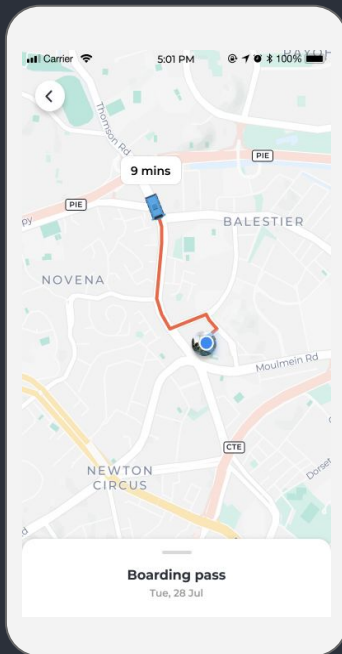 Carrier
5:01 PM
100%
Thomson Rd
PIE
9 mins
PIE
BALESTIER
NOVENA
Moulmein Rd
CTE
NEWTON
CIRCUS
Dorset
Boarding pass
Tue, 28 Jul